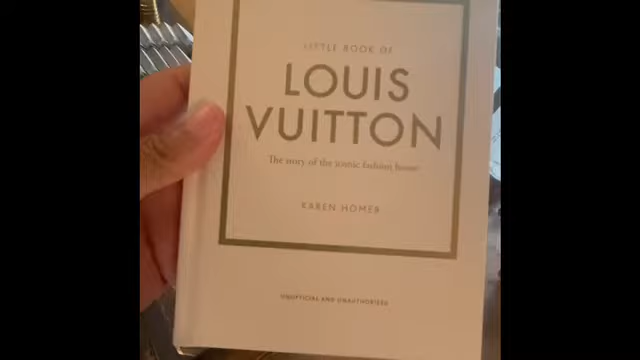 LITTLE BOOK OF
LOUIS
VUITTON
The story of the iconic fashion house
KAREN HOMER
UNOFFICIAL AND UNAUTHORISED